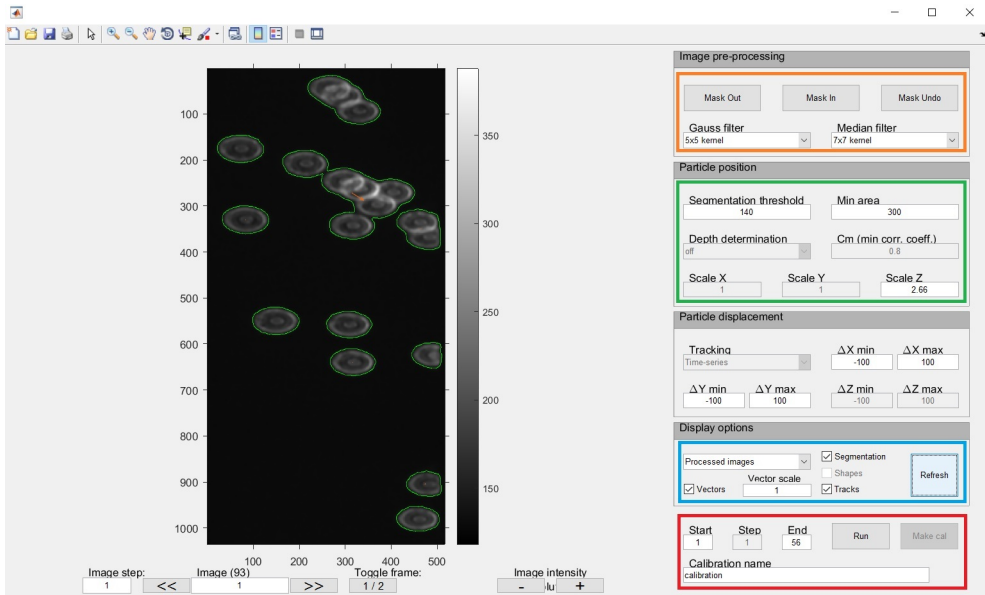 Image pre-processing
Mask Out
Mask In
Mask Undo
Gauss filter
Median filter
5x5 kernel
7x7 kernel
Particle position
Segmentation threshold
Min area
140
300
Depth determination
Cm (min corr. coeff.)
off
0.8
Scale X
Scale Y
Scale Z
1
1
2.66
Particle displacement
Tracking
ΔX min
ΔX max
Time-series
-100
100
ΔY min
ΔY max
ΔZ min
ΔZ max
-100
100
-100
100
Display options
Processed images
Segmentation
Vector scale
Shapes
Refresh
Vectors
1
Tracks
Start
Step
End
1
1
56
Run
Make cal
Calibration name
calibration
100
200
300
400
500
600
700
800
900
1000
100
200
300
400
500
350
300
250
200
150
Image step:
Image (93)
Toggle frame:
Image intensity
1
<<
1
>>
1 / 2
-
+